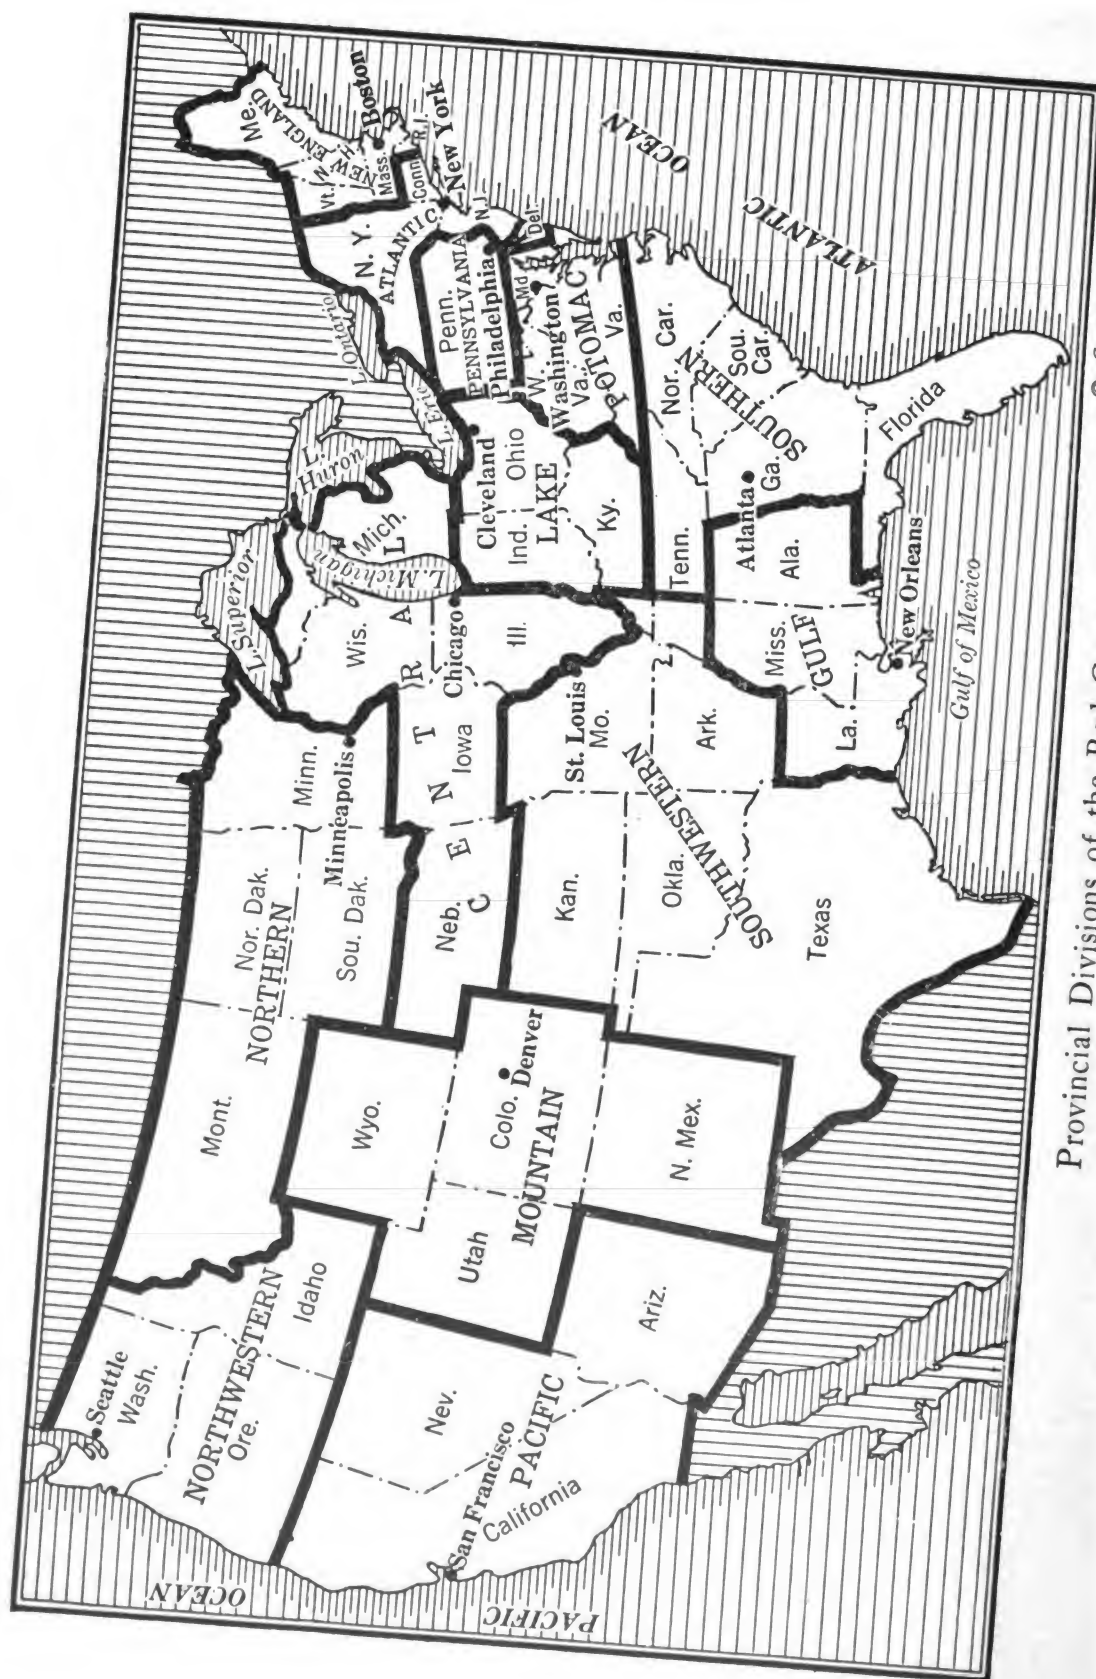 PACIFIC
OCEAN
Seattle
Wash.
NORTHWESTERN
Ore.
Idaho
Mont.
NORTHERN
Nor. Dak.
Sou. Dak.
Minn.
Minneapolis
Nev.
San Francisco
PACIFIC
California
Ariz.
Wyo.
Utah
Colo.
Denver
MOUNTAIN
N. Mex.
CENTRAL
Neb.
Iowa
Wis.
Ill.
Chicago
Mich.
L. Superior
L. Michigan
L. Huron
L. Erie
L. Ontario
Kan.
Okla.
SOUTHWESTERN
Texas
St. Louis
Mo.
Ark.
La.
Miss.
GULF
Ala.
New Orleans
Gulf of Mexico
Cleveland
Ohio
Ind.
LAKE
Ky.
Tenn.
Nor.
Car.
Sou.
Car.
SOUTHERN
Atlanta
Ga.
Florida
Penn.
PENNSYLVANIA
Philadelphia
Md
Washington
W.
Va.
POTOMAC
Va.
Del.
N.J.
N. Y.
ATLANTIC
New York
Me.
NEW ENGLAND
Vt.
N.H.
Mass.
Boston
Conn.
R.I.
ATLANTIC
OCEAN
Provincial Divisions of the